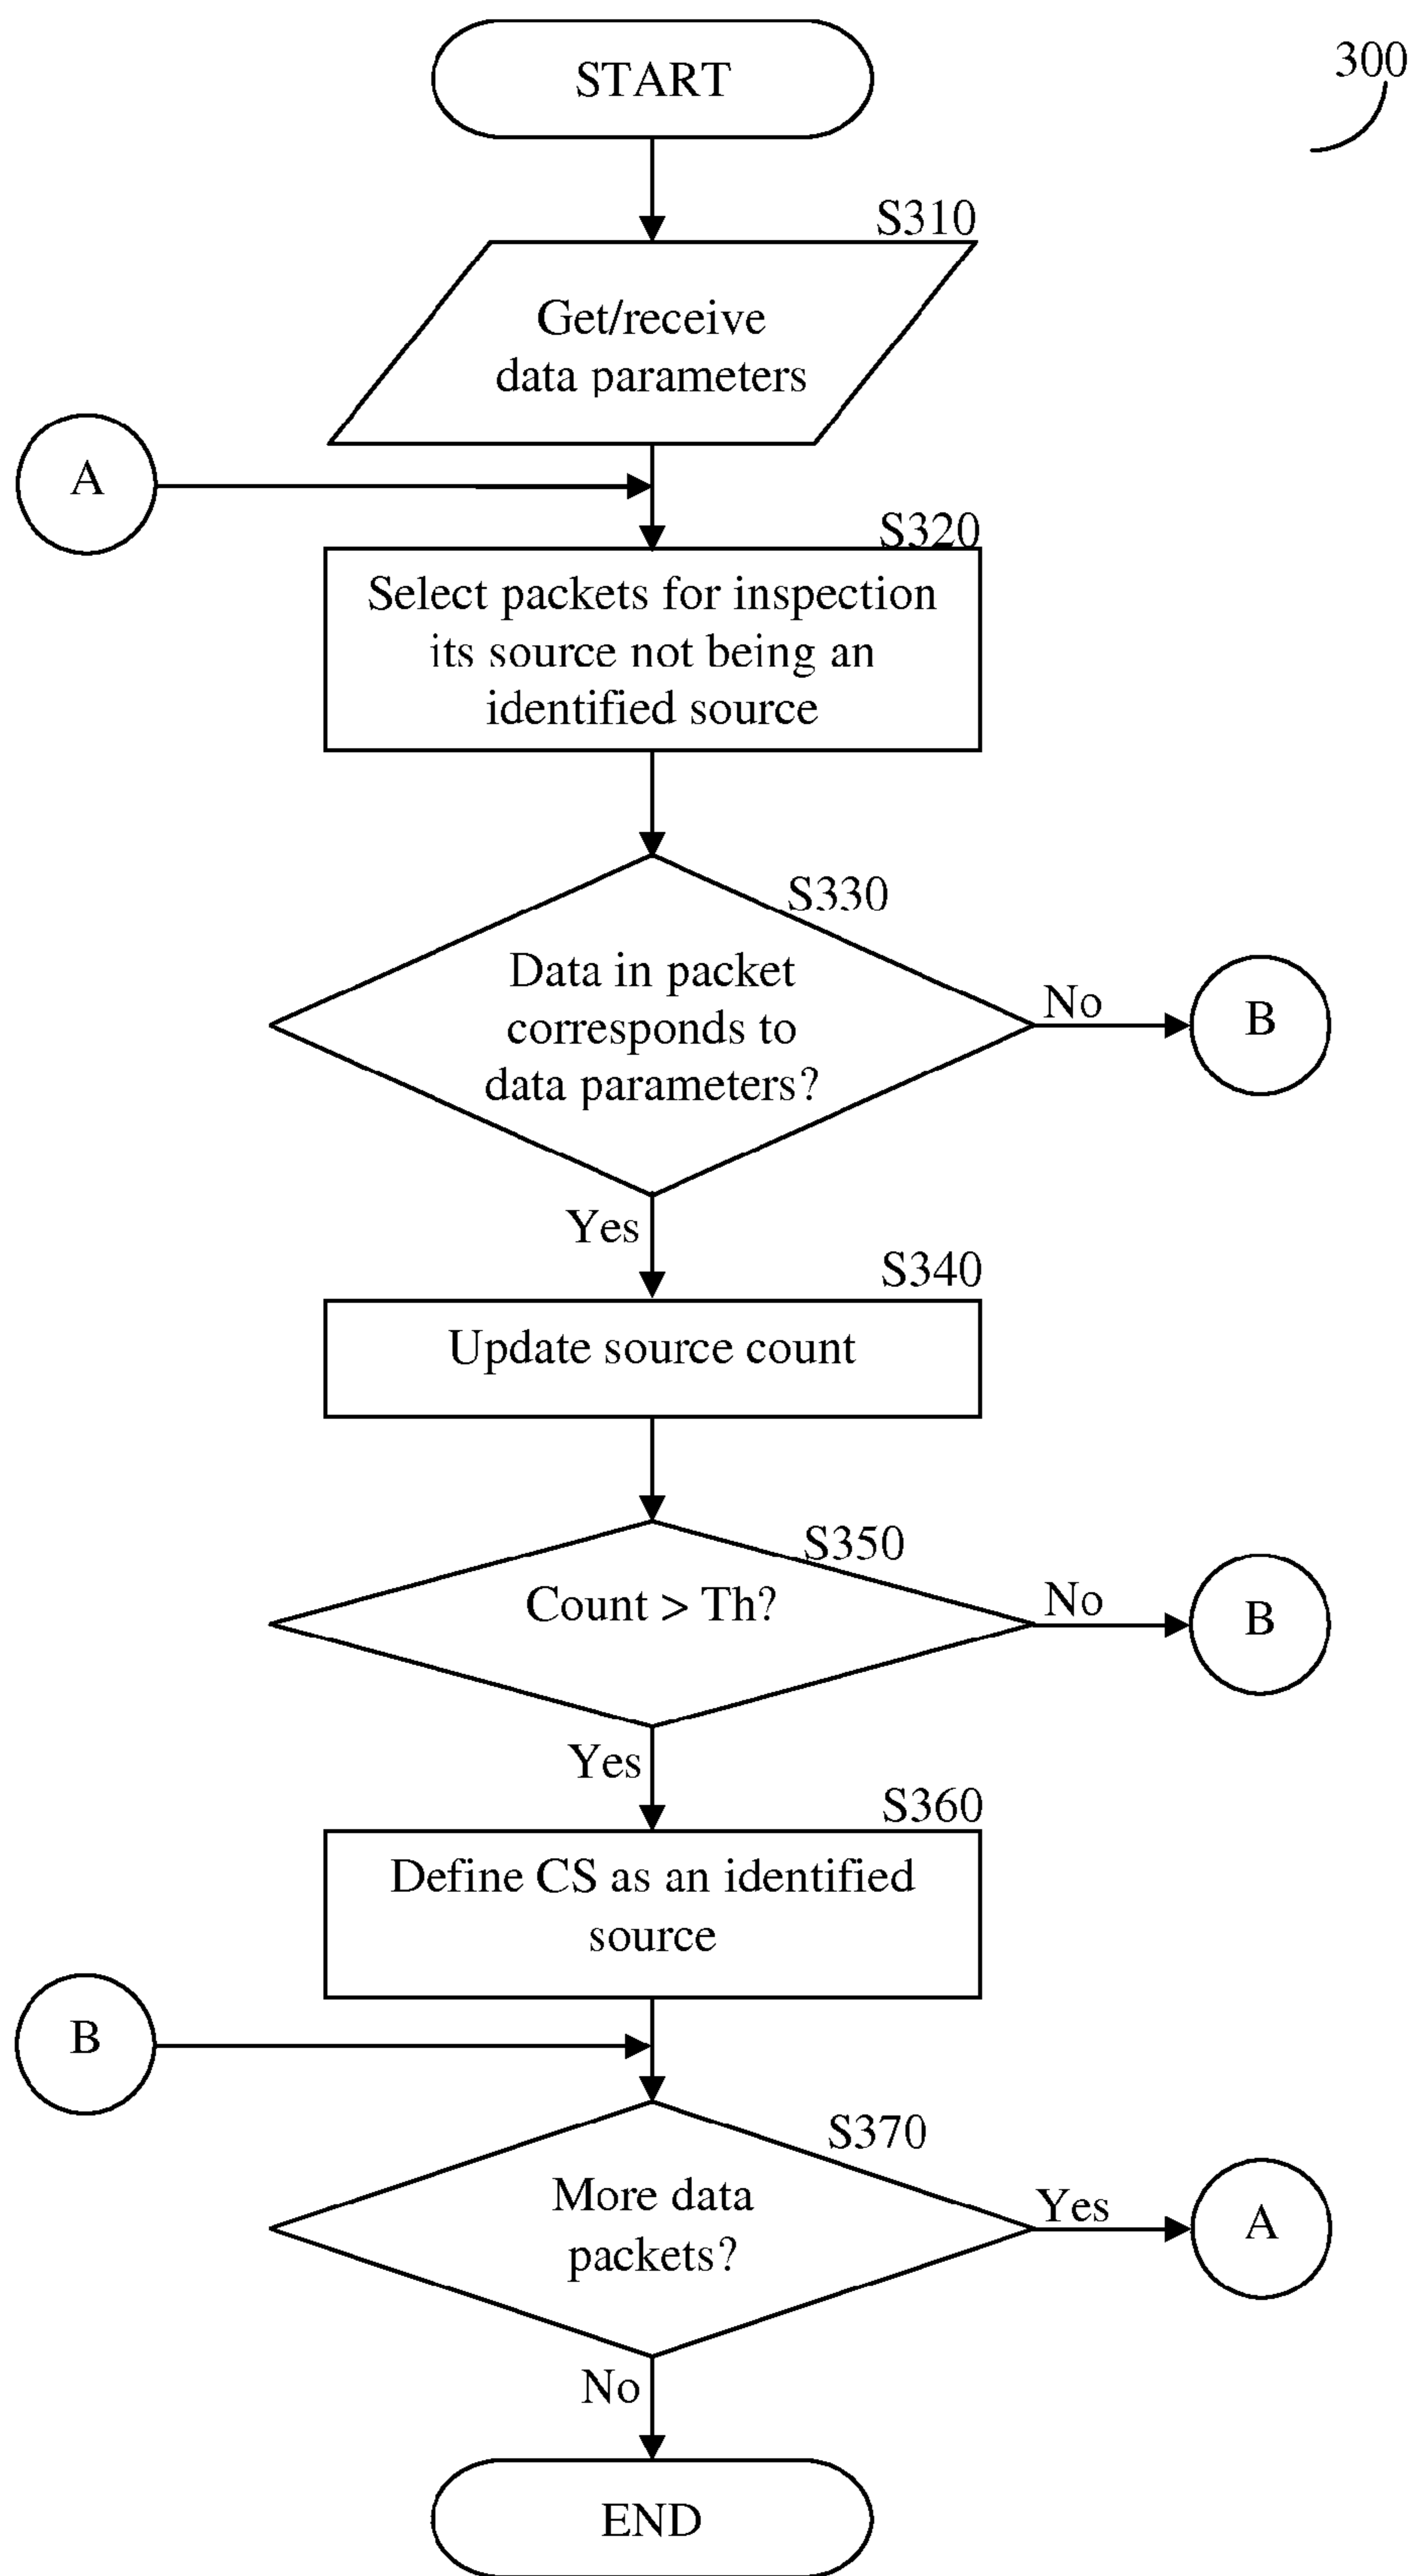 START
300
S310
Get/receive
data parameters
A
S320
Select packets for inspection
its source not being an
identified source
S330
Data in packet
corresponds to
data parameters?
No
B
Yes
S340
Update source count
S350
Count > Th?
No
B
Yes
S360
Define CS as an identified
source
B
S370
More data
packets?
Yes
A
No
END